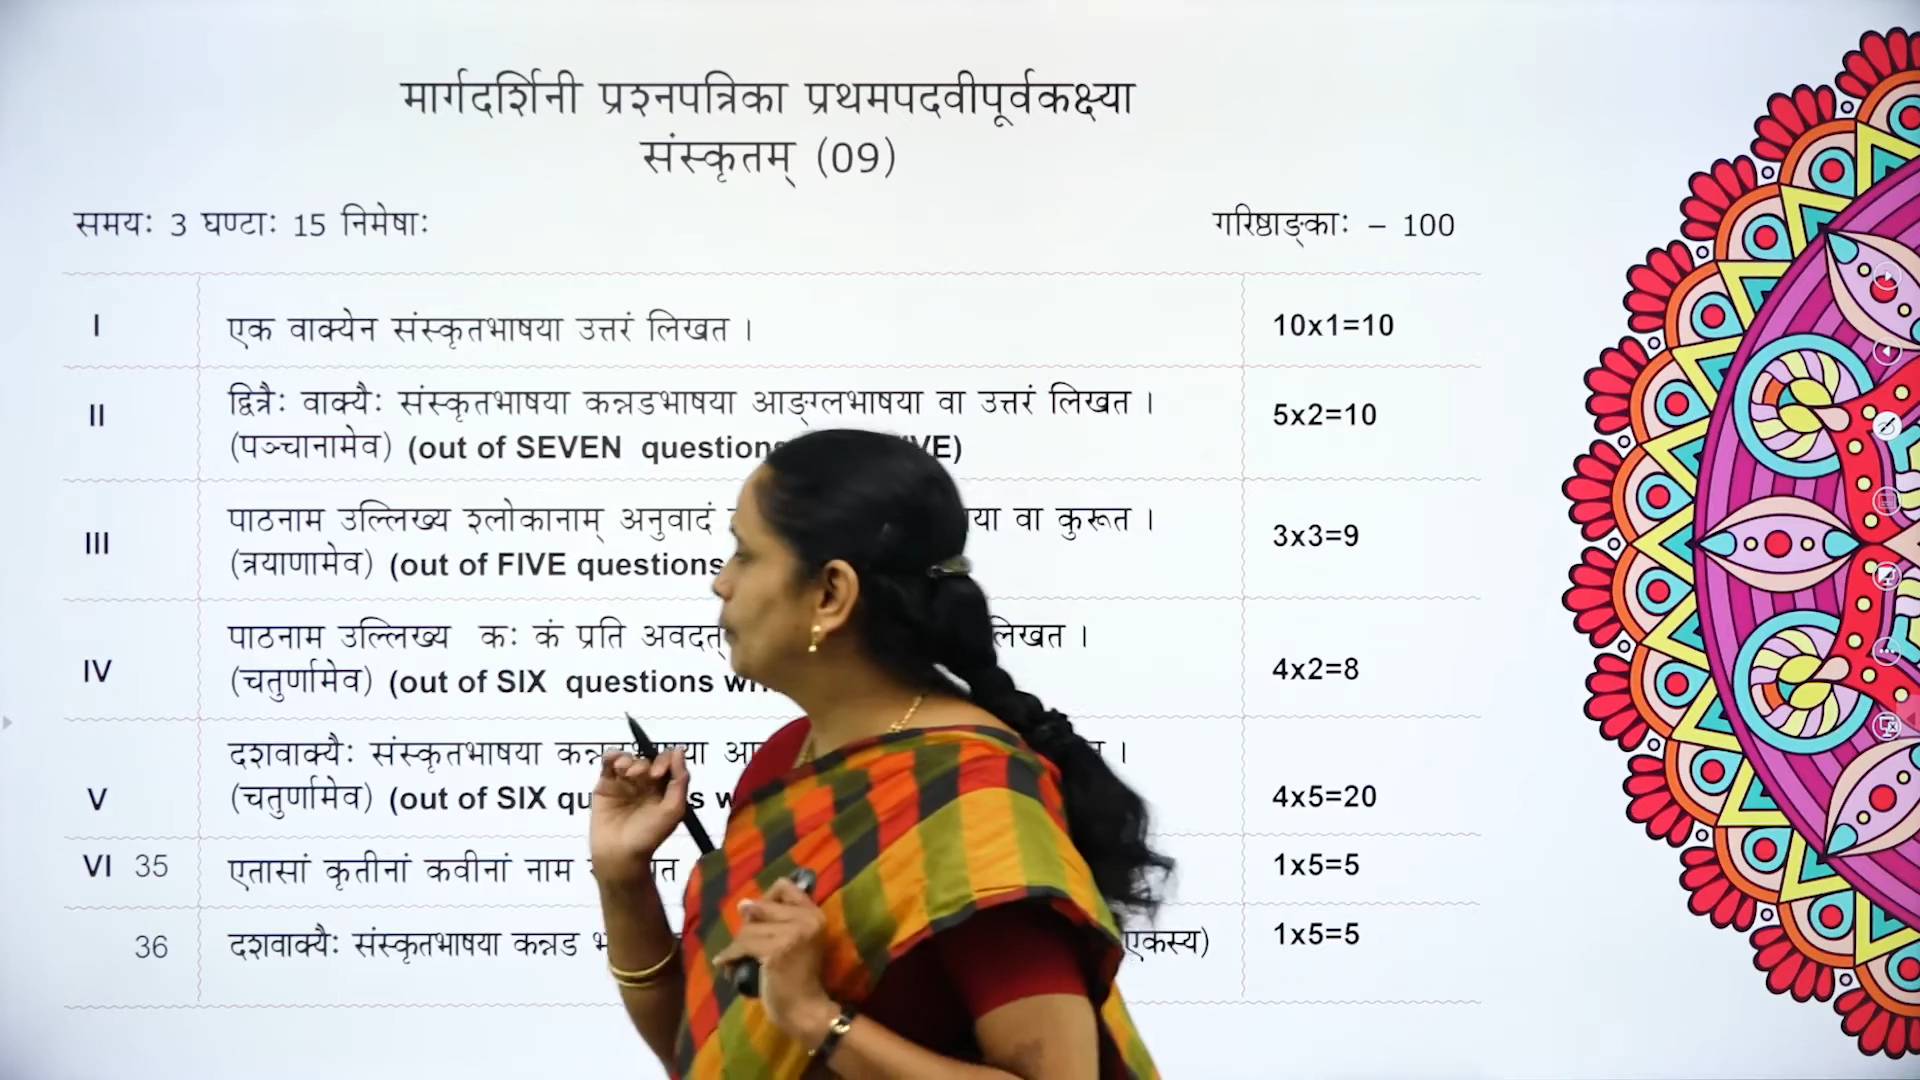 मार्गदर्शिनी प्रश्नपत्रिका प्रथमपदवीपूर्वकक्ष्या
संस्कृतम् (09)
समयः 3 घण्टाः 15 निमेषाः गरिष्ठाङ्काः – 100
I एक वाक्येन संस्कृतभाषया उत्तरं लिखत । 10x1=10
II द्वित्रैः वाक्यैः संस्कृतभाषया कन्नडभाषया आङ्ग्लभाषया वा उत्तरं लिखत । 5x2=10
(पञ्चानामेव) (out of SEVEN questions
III पाठनाम उल्लिख्य श्लोकानाम् अनुवादं वा कुरूत । 3x3=9
(त्रयाणामेव) (out of FIVE questions
IV पाठनाम उल्लिख्य कः कं प्रति अवदत् लिखत । 4x2=8
(चतुर्णामेव) (out of SIX questions
V दशवाक्यैः संस्कृतभाषया कन्नडभाषया । 4x5=20
(चतुर्णामेव) (out of SIX
VI 35 एतासां कृतीनां कवीनां नाम 1x5=5
36 दशवाक्यैः संस्कृतभाषया कन्नड एकस्य) 1x5=5